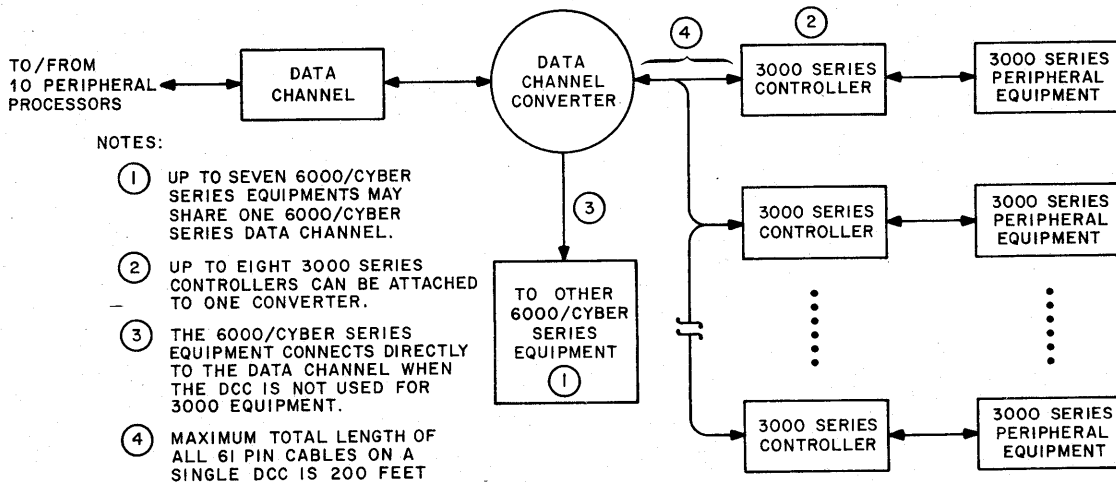 TO/FROM
10 PERIPHERAL
PROCESSORS
DATA
CHANNEL
DATA
CHANNEL
CONVERTER
4
2
3000 SERIES
CONTROLLER
3000 SERIES
PERIPHERAL
EQUIPMENT
3000 SERIES
CONTROLLER
3000 SERIES
PERIPHERAL
EQUIPMENT
3000 SERIES
CONTROLLER
3000 SERIES
PERIPHERAL
EQUIPMENT
3
TO OTHER
6000/CYBER
SERIES
EQUIPMENT
1
NOTES:
1 UP TO SEVEN 6000/CYBER
SERIES EQUIPMENTS MAY
SHARE ONE 6000/CYBER
SERIES DATA CHANNEL.
2 UP TO EIGHT 3000 SERIES
CONTROLLERS CAN BE ATTACHED
TO ONE CONVERTER.
3 THE 6000/CYBER SERIES
EQUIPMENT CONNECTS DIRECTLY
TO THE DATA CHANNEL WHEN
THE DCC IS NOT USED FOR
3000 EQUIPMENT.
4 MAXIMUM TOTAL LENGTH OF
ALL 61 PIN CABLES ON A
SINGLE DCC IS 200 FEET